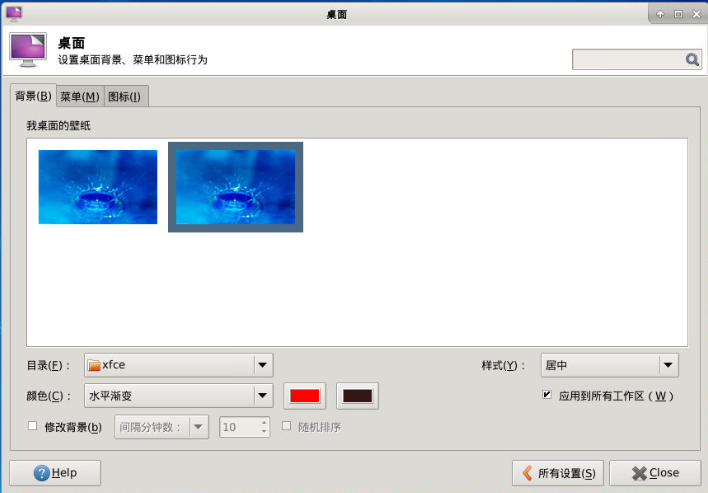 桌面
桌面
设置桌面背景、菜单和图标行为
背景(B) 菜单(M) 图标(I)
我桌面的壁纸
目录(F)： xfce 样式(Y)： 居中
颜色(C)： 水平渐变 应用到所有工作区（W）
修改背景(b) 间隔分钟数： 10 随机排序
Help 所有设置(S) Close